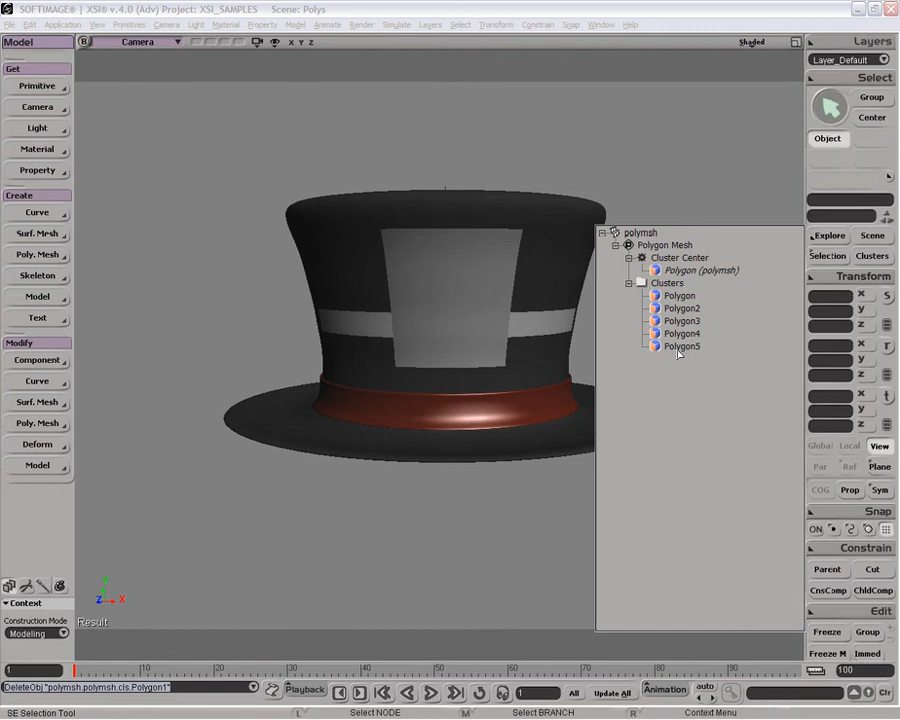 SOFTIMAGE® | XSI® v.4.0 (Adv) Project: XSI_SAMPLES Scene: Polys
File Edit Application View Primitives Camera Light Material Property Model Animate Render Simulate Layers Select Transform Constrain Snap Window Help
Model
B Camera
X Y Z
Shaded
Layers
Get
Layer_Default
Primitive
Select
Camera
Group
Light
Center
Material
Object
Property
Create
Curve
Surf. Mesh
Explore Scene
Poly. Mesh
Selection Clusters
Skeleton
Transform
Model
Text
Modify
Component
Curve
Surf. Mesh
Poly. Mesh
Deform
Model
polymsh
Polygon Mesh
Cluster Center
Polygon (polymsh)
Clusters
Polygon
Polygon2
Polygon3
Polygon4
Polygon5
x s
y
z
x r
y
z
x t
y
z
Global Local View
Par Ref Plane
COG Prop Sym
Snap
ON
Constrain
Parent Cut
CnsComp ChldComp
Edit
Freeze Group
Freeze M Immed
Context
Construction Mode
Modeling
Y
Z X
Result
1
10 20 30 40 50 60 70 80 90
100
DeleteObj "polymsh.polymsh.cls.Polygon1"
Playback
1
All
Update All
Animation
auto
Clr
SE Selection Tool
L Select NODE
M Select BRANCH
R Context Menu